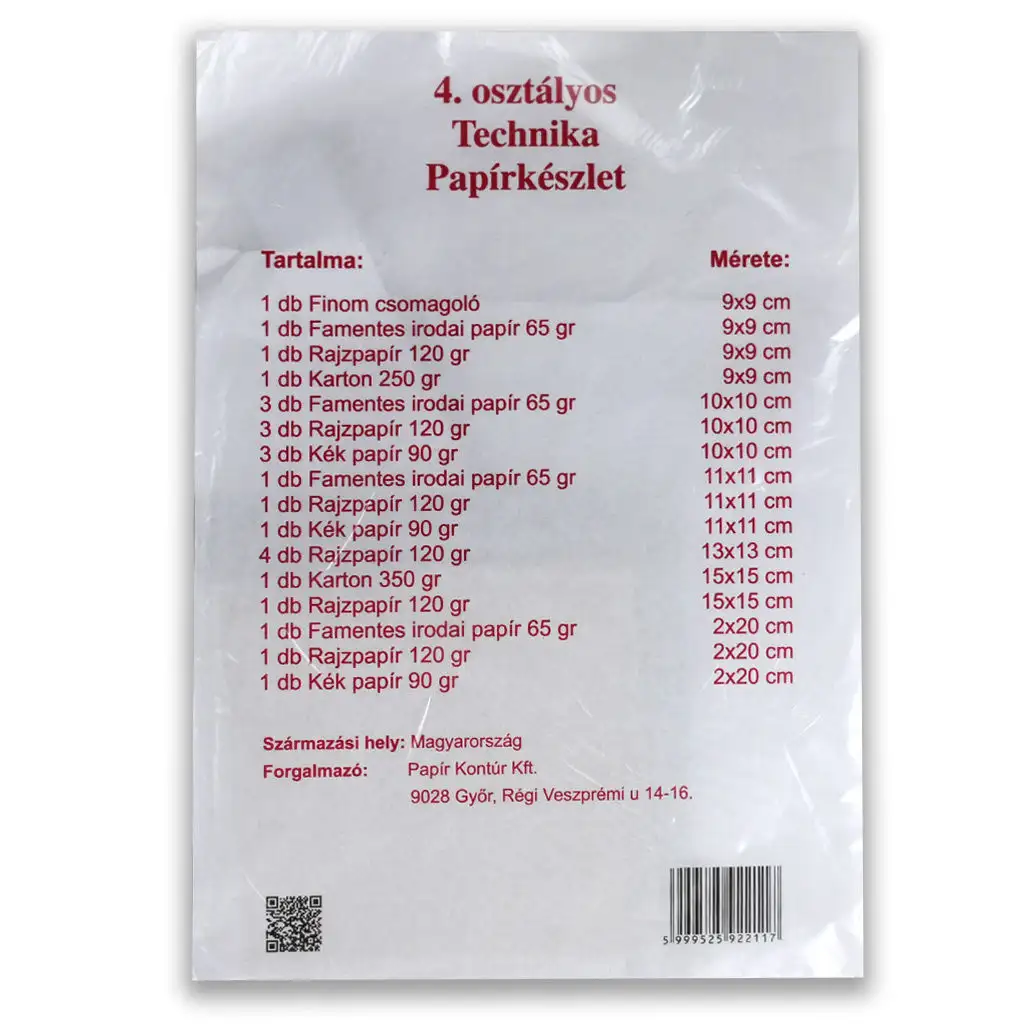 4. osztályos
Technika
Papírkészlet
Tartalma: Mérete:
1 db Finom csomagoló 9x9 cm
1 db Famentes irodai papír 65 gr 9x9 cm
1 db Rajzpapír 120 gr 9x9 cm
1 db Karton 250 gr 9x9 cm
3 db Famentes irodai papír 65 gr 10x10 cm
3 db Rajzpapír 120 gr 10x10 cm
3 db Kék papír 90 gr 10x10 cm
1 db Famentes irodai papír 65 gr 11x11 cm
1 db Rajzpapír 120 gr 11x11 cm
1 db Kék papír 90 gr 11x11 cm
4 db Rajzpapír 120 gr 13x13 cm
1 db Karton 350 gr 15x15 cm
1 db Rajzpapír 120 gr 15x15 cm
1 db Famentes irodai papír 65 gr 2x20 cm
1 db Rajzpapír 120 gr 2x20 cm
1 db Kék papír 90 gr 2x20 cm
Származási hely: Magyarország
Forgalmazó: Papír Kontúr Kft.
9028 Győr, Régi Veszprémi u 14-16.
5 999525 922117